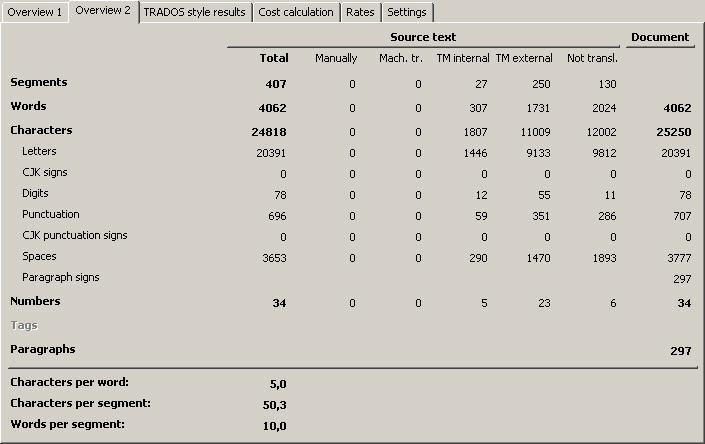 Overview 1 Overview 2 TRADOS style results Cost calculation Rates Settings
Source text Document
Total Manually Mach. tr. TM internal TM external Not transl.
Segments 407 0 0 27 250 130
Words 4062 0 0 307 1731 2024 4062
Characters 24818 0 0 1807 11009 12002 25250
Letters 20391 0 0 1446 9133 9812 20391
CJK signs 0 0 0 0 0 0 0
Digits 78 0 0 12 55 11 78
Punctuation 696 0 0 59 351 286 707
CJK punctuation signs 0 0 0 0 0 0 0
Spaces 3653 0 0 290 1470 1893 3777
Paragraph signs 297
Numbers 34 0 0 5 23 6 34
Tags
Paragraphs 297
Characters per word: 5,0
Characters per segment: 50,3
Words per segment: 10,0